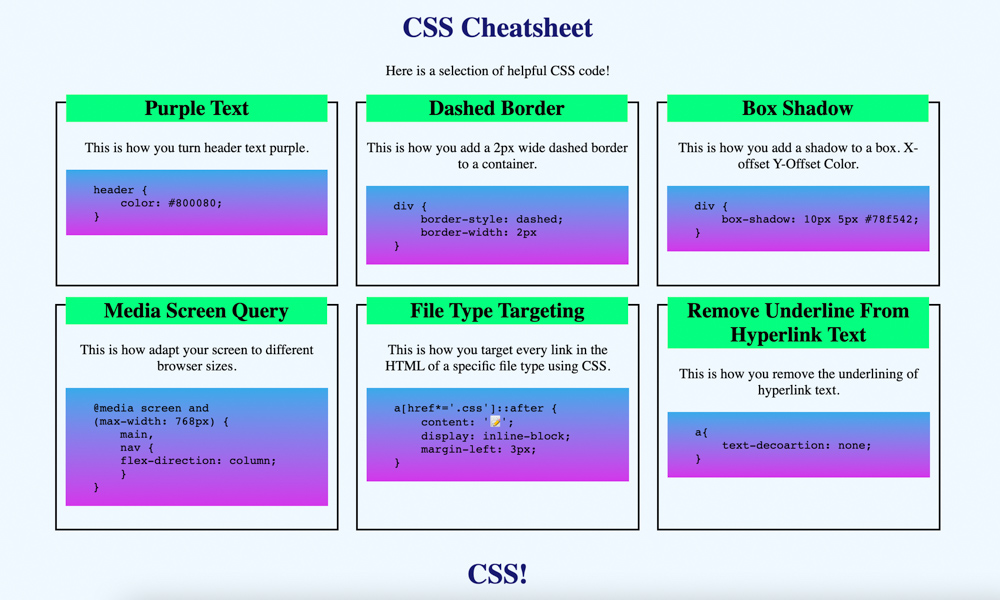 CSS Cheatsheet
Here is a selection of helpful CSS code!
Purple Text
This is how you turn header text purple.
header {
    color: #800080;
}
Dashed Border
This is how you add a 2px wide dashed border
to a container.
div {
    border-style: dashed;
    border-width: 2px
}
Box Shadow
This is how you add a shadow to a box. X-
offset Y-Offset Color.
div {
    box-shadow: 10px 5px #78f542;
}
Media Screen Query
This is how adapt your screen to different
browser sizes.
@media screen and
(max-width: 768px) {
    main,
    nav {
    flex-direction: column;
    }
}
File Type Targeting
This is how you target every link in the
HTML of a specific file type using CSS.
a[href*='.css']::after {
    content: '📝';
    display: inline-block;
    margin-left: 3px;
}
Remove Underline From
Hyperlink Text
This is how you remove the underlining of
hyperlink text.
a{
    text-decoartion: none;
}
CSS!